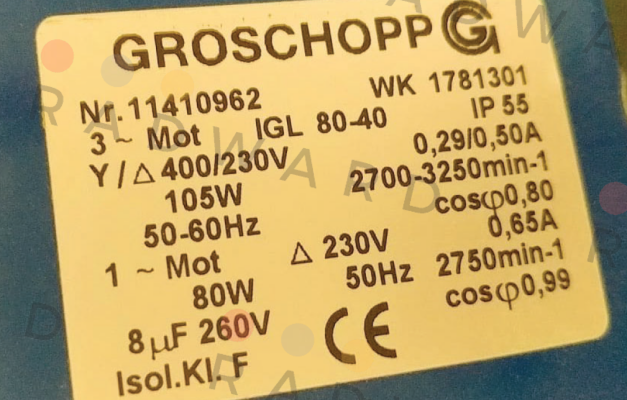 GROSCHOPP G
Nr. 11410962 WK 1781301
3 ~ Mot IGL 80-40 IP 55
Y / △ 400/230V 0,29/0,50A
105W 2700-3250min-1
50-60Hz cosφ0,80
1 ~ Mot △ 230V 0,65A
80W 50Hz 2750min-1
8µF 260V CE cosφ0,99
Isol.Kl. F
RADWARD